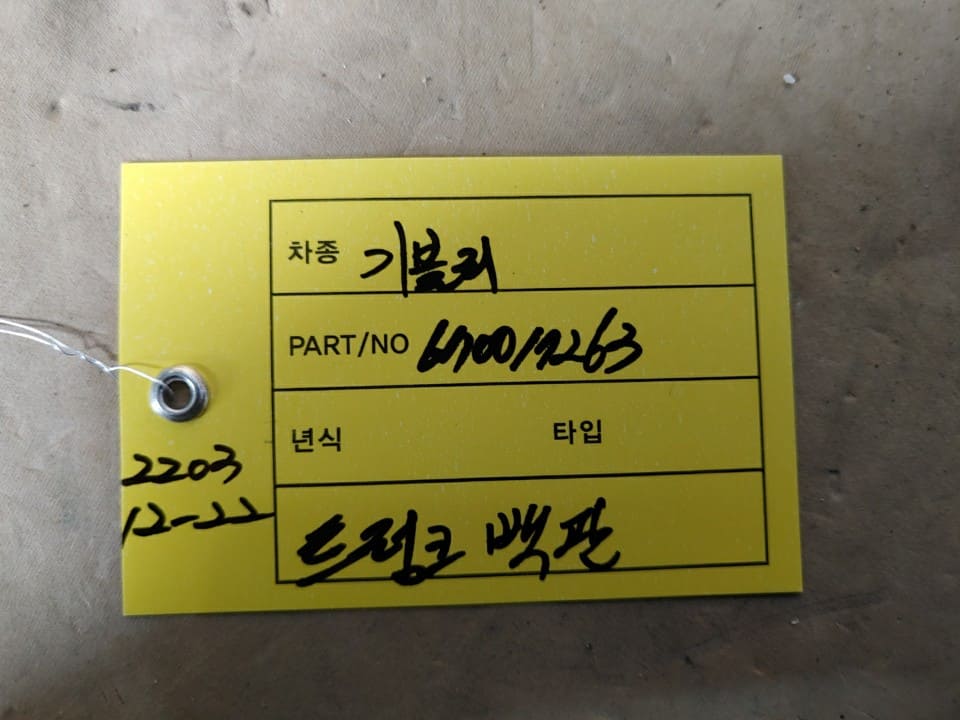 차종 기블리
PART/NO 670017263
년식 타입
2203
12-22
트렁크 백판